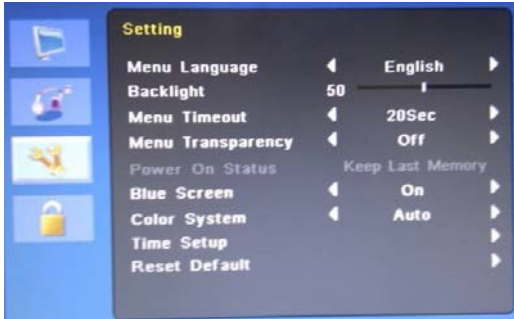 Setting
Menu Language English
Backlight 50
Menu Timeout 20Sec
Menu Transparency Off
Power On Status Keep Last Memory
Blue Screen On
Color System Auto
Time Setup
Reset Default